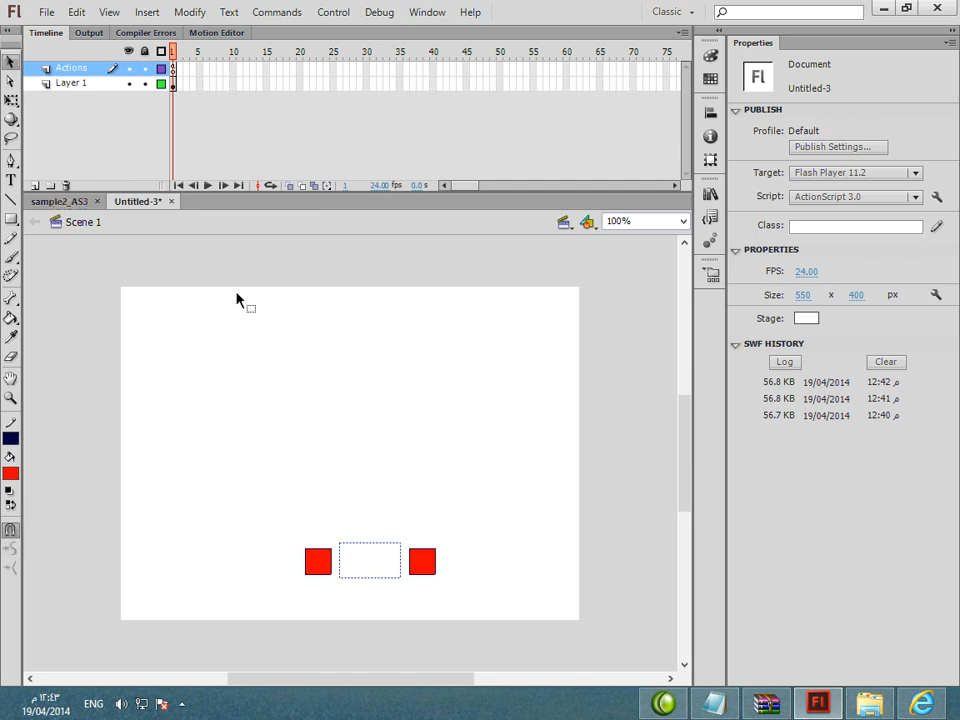 Fl File Edit View Insert Modify Text Commands Control Debug Window Help Classic
Timeline Output Compiler Errors Motion Editor
1 5 10 15 20 25 30 35 40 45 50 55 60 65 70 75
Actions
Layer 1
1 24.00 fps 0.0 s
sample2_AS3 × Untitled-3* ×
Scene 1 100%
Properties
Fl Document
Untitled-3
PUBLISH
Profile: Default
Publish Settings...
Target: Flash Player 11.2
Script: ActionScript 3.0
Class:
PROPERTIES
FPS: 24.00
Size: 550 x 400 px
Stage:
SWF HISTORY
Log Clear
56.8 KB 19/04/2014 12:42 م
56.8 KB 19/04/2014 12:41 م
56.7 KB 19/04/2014 12:40 م
T
١٢:٤٣ م
19/04/2014
ENG
Fl